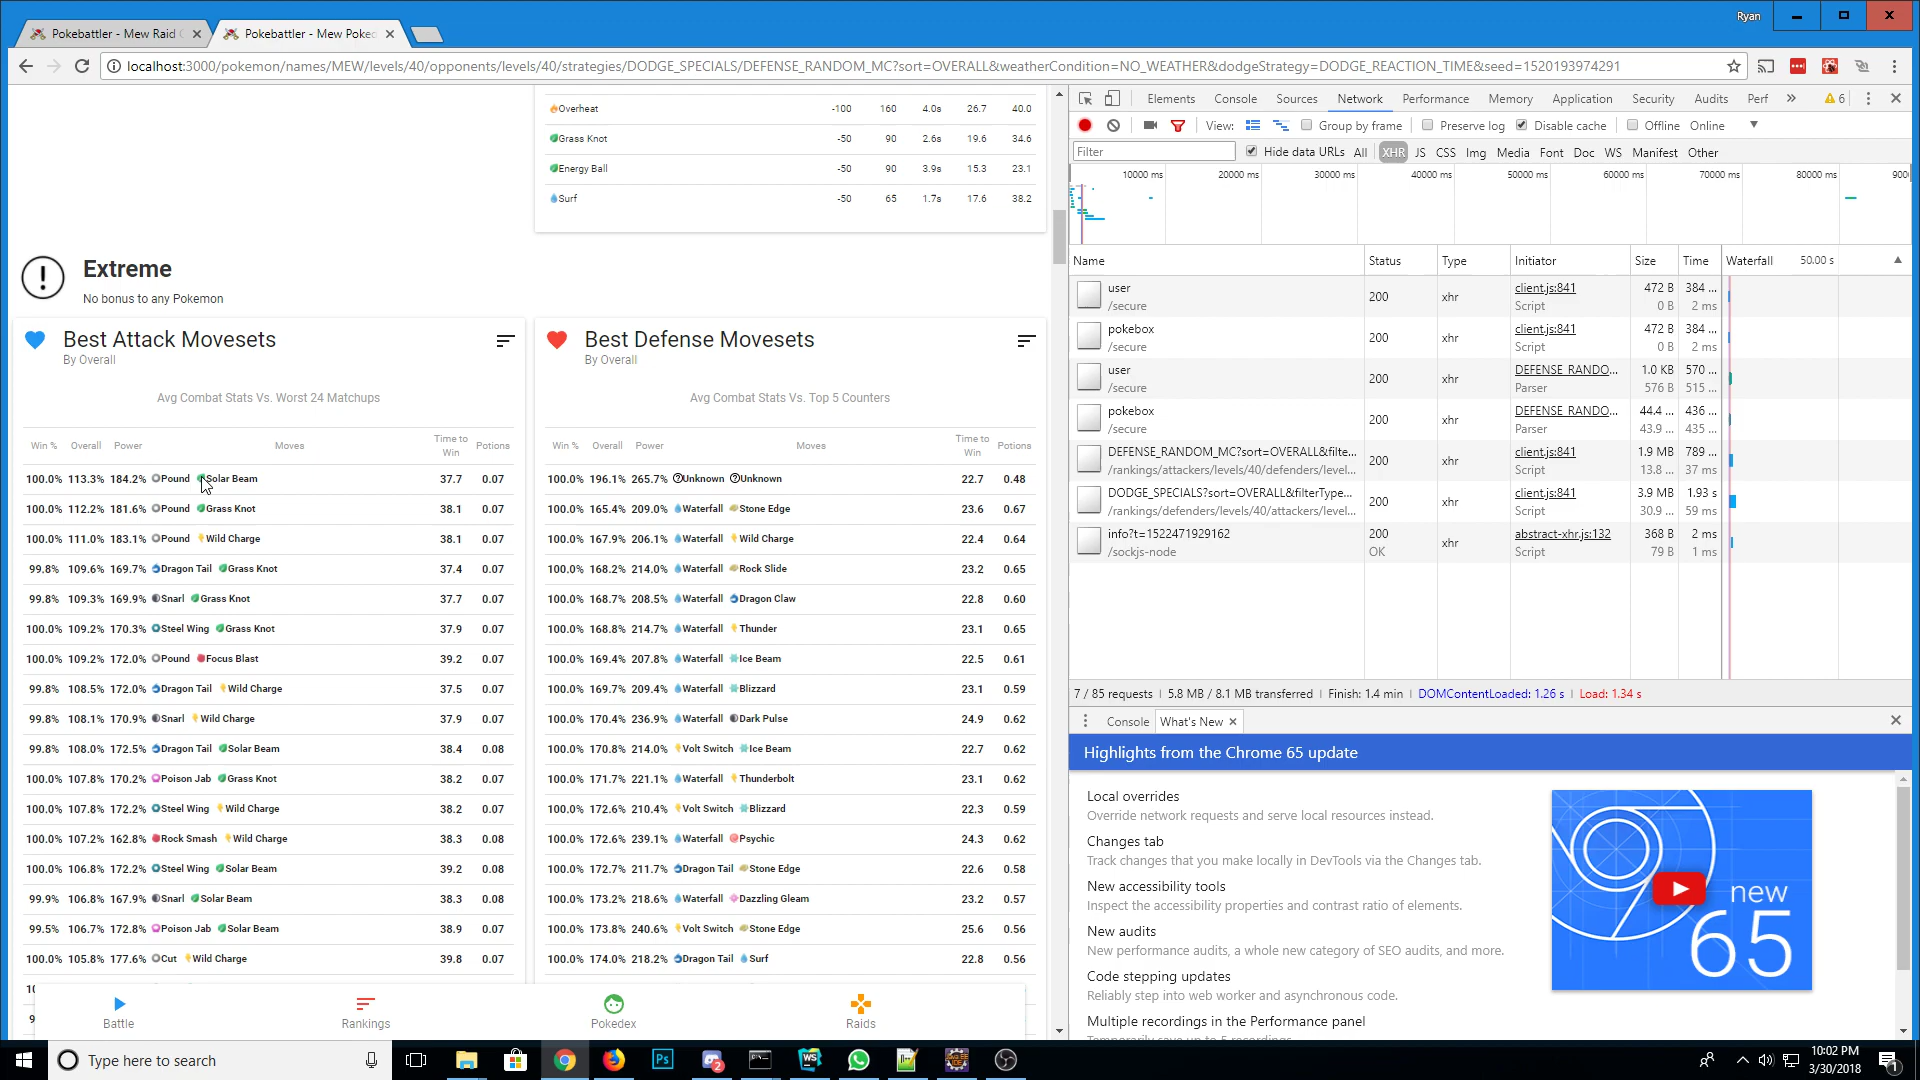 Ryan
Pokebattler - Mew Raid
Pokebattler - Mew Poke
localhost:3000/pokemon/names/MEW/levels/40/opponents/levels/40/strategies/DODGE_SPECIALS/DEFENSE_RANDOM_MC?sort=OVERALL&weatherCondition=NO_WEATHER&dodgeStrategy=DODGE_REACTION_TIME&seed=1520193974291
Overheat -100 160 4.0s 26.7 40.0
Grass Knot -50 90 2.6s 19.6 34.6
Energy Ball -50 90 3.9s 15.3 23.1
Surf -50 65 1.7s 17.6 38.2
Extreme
No bonus to any Pokemon
Best Attack Movesets
By Overall
Avg Combat Stats Vs. Worst 24 Matchups
Win % Overall Power Moves Time to Win Potions
100.0% 113.3% 184.2% Pound Solar Beam 37.7 0.07
100.0% 112.2% 181.6% Pound Grass Knot 38.1 0.07
100.0% 111.0% 183.1% Pound Wild Charge 38.1 0.07
99.8% 109.6% 169.7% Dragon Tail Grass Knot 37.4 0.07
99.8% 109.3% 169.9% Snarl Grass Knot 37.7 0.07
100.0% 109.2% 170.3% Steel Wing Grass Knot 37.9 0.07
100.0% 109.2% 172.0% Pound Focus Blast 39.2 0.07
99.8% 108.5% 172.0% Dragon Tail Wild Charge 37.5 0.07
99.8% 108.1% 170.9% Snarl Wild Charge 37.9 0.07
99.8% 108.0% 172.5% Dragon Tail Solar Beam 38.4 0.08
100.0% 107.8% 170.2% Poison Jab Grass Knot 38.2 0.07
100.0% 107.8% 172.2% Steel Wing Wild Charge 38.2 0.07
100.0% 107.2% 162.8% Rock Smash Wild Charge 38.3 0.08
100.0% 106.8% 172.2% Steel Wing Solar Beam 39.2 0.08
99.9% 106.8% 167.9% Snarl Solar Beam 38.3 0.08
99.5% 106.7% 172.8% Poison Jab Solar Beam 38.9 0.07
100.0% 105.8% 177.6% Cut Wild Charge 39.8 0.07
Best Defense Movesets
By Overall
Avg Combat Stats Vs. Top 5 Counters
Win % Overall Power Moves Time to Win Potions
100.0% 196.1% 265.7% Unknown Unknown 22.7 0.48
100.0% 165.4% 209.0% Waterfall Stone Edge 23.6 0.67
100.0% 167.9% 206.1% Waterfall Wild Charge 22.4 0.64
100.0% 168.2% 214.0% Waterfall Rock Slide 23.2 0.65
100.0% 168.7% 208.5% Waterfall Dragon Claw 22.8 0.60
100.0% 168.8% 214.7% Waterfall Thunder 23.1 0.65
100.0% 169.4% 207.8% Waterfall Ice Beam 22.5 0.61
100.0% 169.7% 209.4% Waterfall Blizzard 23.1 0.59
100.0% 170.4% 236.9% Waterfall Dark Pulse 24.9 0.62
100.0% 170.8% 214.0% Volt Switch Ice Beam 22.7 0.62
100.0% 171.7% 221.1% Waterfall Thunderbolt 23.1 0.62
100.0% 172.6% 210.4% Volt Switch Blizzard 22.3 0.59
100.0% 172.6% 239.1% Waterfall Psychic 24.3 0.62
100.0% 172.7% 211.7% Dragon Tail Stone Edge 22.6 0.58
100.0% 173.2% 218.6% Waterfall Dazzling Gleam 23.2 0.57
100.0% 173.8% 240.6% Volt Switch Stone Edge 25.6 0.56
100.0% 174.0% 218.2% Dragon Tail Surf 22.8 0.56
Battle
Rankings
Pokedex
Raids
Elements Console Sources Network Performance Memory Application Security Audits Perf » 6
View: Group by frame Preserve log Disable cache Offline Online
Filter Hide data URLs All XHR JS CSS Img Media Font Doc WS Manifest Other
10000 ms 20000 ms 30000 ms 40000 ms 50000 ms 60000 ms 70000 ms 80000 ms 900
Name Status Type Initiator Size Time Waterfall 50.00 s
user 200 xhr client.js:841 472 B 384 ...
/secure Script 0 B 2 ms
pokebox 200 xhr client.js:841 472 B 384 ...
/secure Script 0 B 2 ms
user 200 xhr DEFENSE_RANDO... 1.0 KB 570 ...
/secure Parser 576 B 515 ...
pokebox 200 xhr DEFENSE_RANDO... 44.4 ... 436 ...
/secure Parser 43.9 ... 435 ...
DEFENSE_RANDOM_MC?sort=OVERALL&filte... 200 xhr client.js:841 1.9 MB 789 ...
/rankings/attackers/levels/40/defenders/level... Script 13.8 ... 37 ms
DODGE_SPECIALS?sort=OVERALL&filterType... 200 xhr client.js:841 3.9 MB 1.93 s
/rankings/defenders/levels/40/attackers/level... Script 30.9 ... 59 ms
info?t=1522471929162 200 xhr abstract-xhr.js:132 368 B 2 ms
/sockjs-node OK Script 79 B 1 ms
7 / 85 requests | 5.8 MB / 8.1 MB transferred | Finish: 1.4 min | DOMContentLoaded: 1.26 s | Load: 1.34 s
Console What's New
Highlights from the Chrome 65 update
Local overrides
Override network requests and serve local resources instead.
Changes tab
Track changes that you make locally in DevTools via the Changes tab.
New accessibility tools
Inspect the accessibility properties and contrast ratio of elements.
New audits
New performance audits, a whole new category of SEO audits, and more.
Code stepping updates
Reliably step into web worker and asynchronous code.
Multiple recordings in the Performance panel
new
65
Type here to search
10:02 PM
3/30/2018